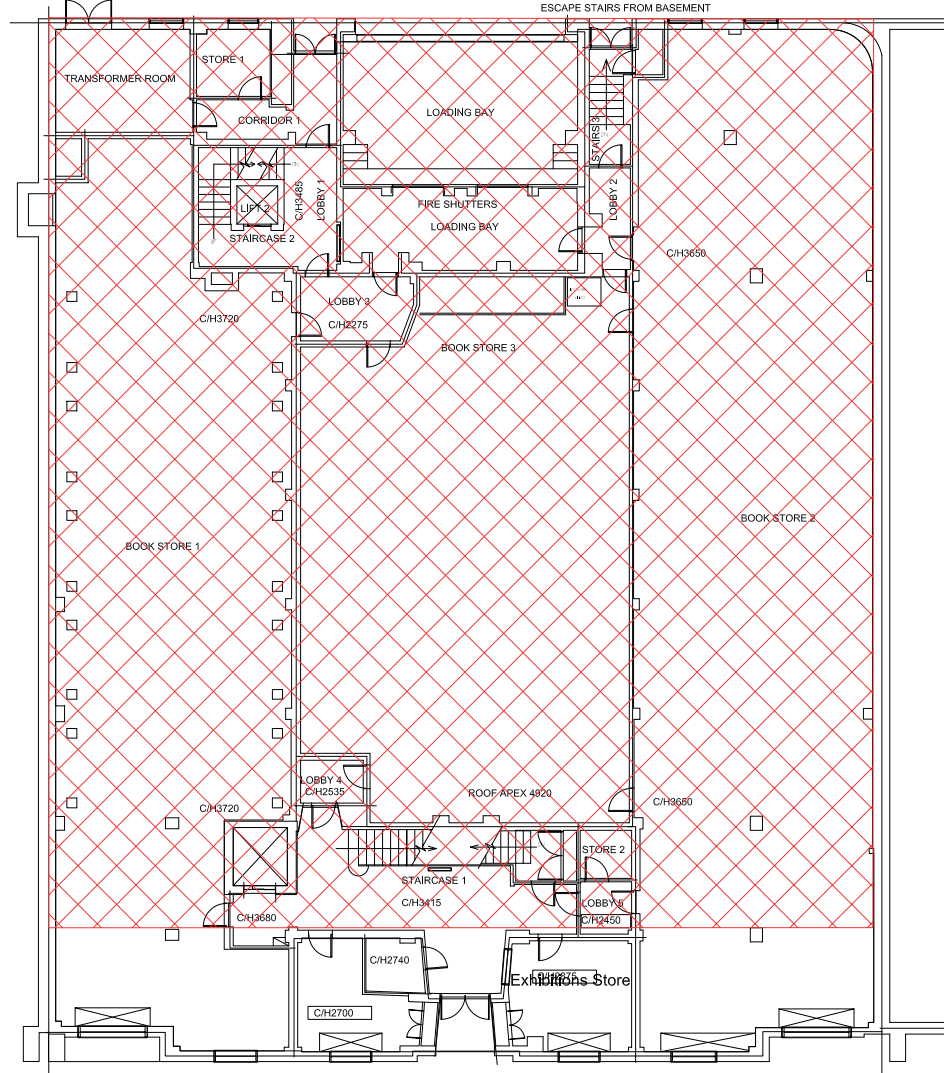 ESCAPE STAIRS FROM BASEMENT
STORE 1
TRANSFORMER ROOM
CORRIDOR 1
LOADING BAY
STAIRS 3
LIFT 2
C/H3485
LOBBY 1
LOBBY 2
FIRE SHUTTERS
LOADING BAY
STAIRCASE 2
C/H3650
LOBBY 3
C/H3720
C/H2275
BOOK STORE 3
BOOK STORE 2
BOOK STORE 1
LOBBY 4
C/H2535
ROOF APEX 4920
C/H3650
C/H3720
STORE 2
STAIRCASE 1
C/H3415
LOBBY 5
C/H3680
C/H2450
C/H2740
Exhibitions Store
C/H2700